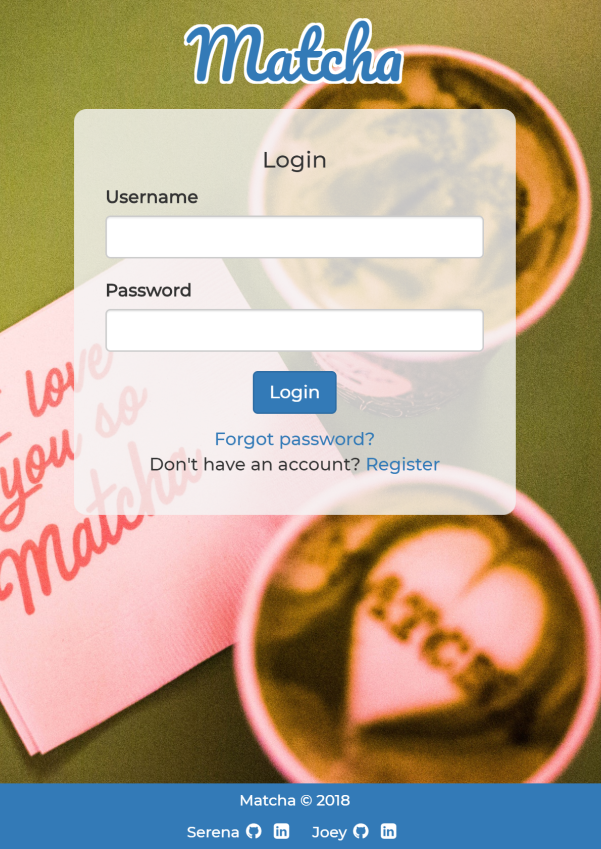 Matcha
Login
Username
Password
Login
Forgot password?
Don't have an account? Register
I love
you so
Matcha
MATCHA
Matcha © 2018
Serena Joey